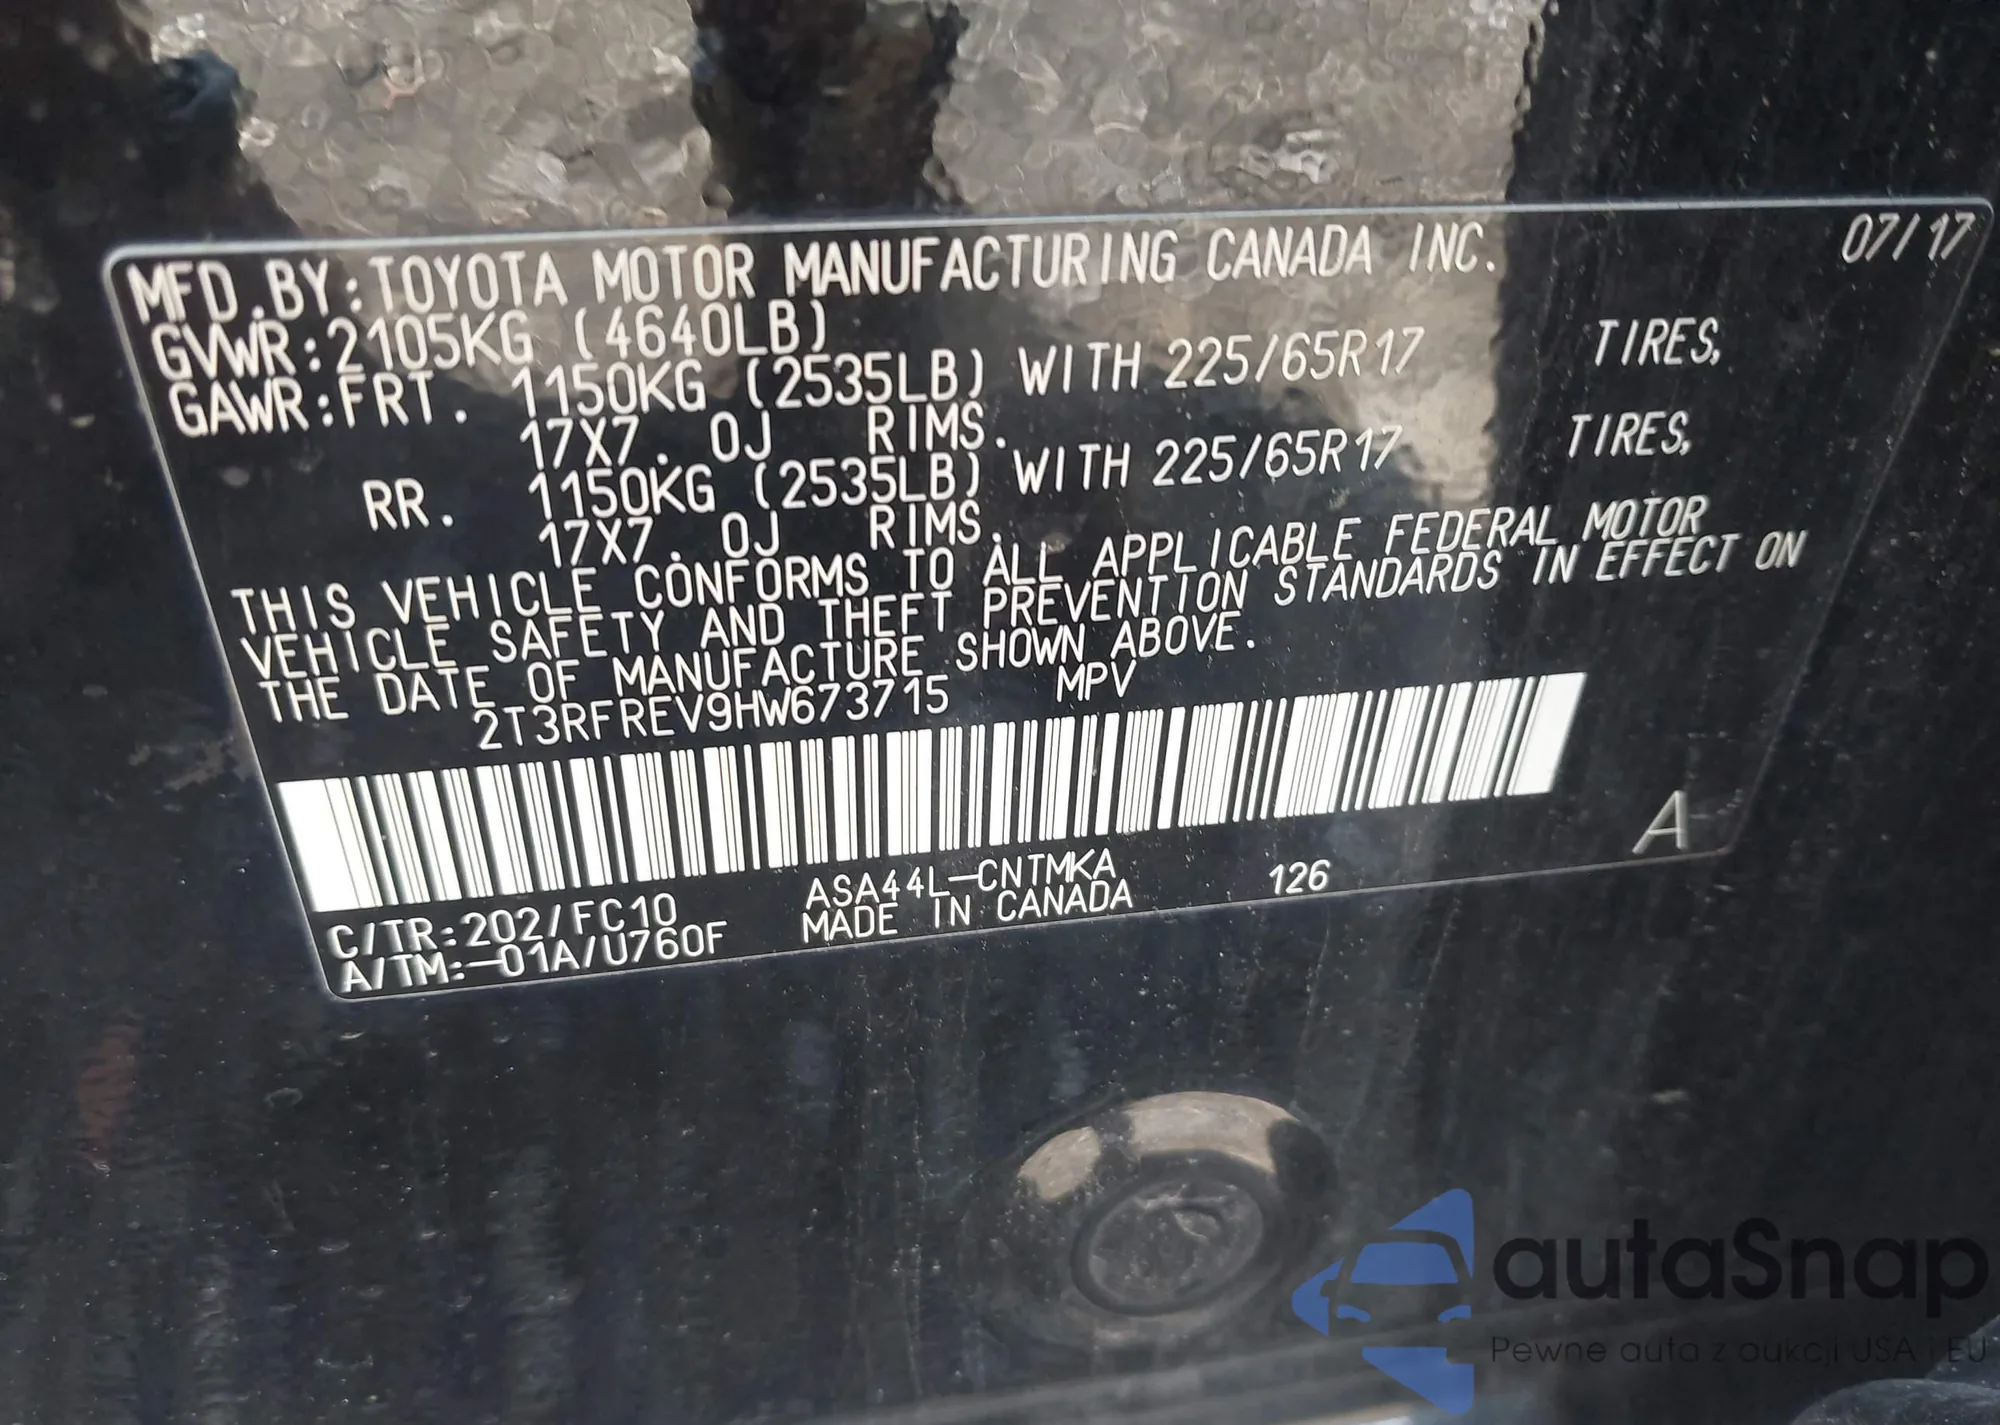 07/17
MFD.BY:TOYOTA MOTOR MANUFACTURING CANADA INC.
GVWR:2105KG (4640LB)
GAWR:FRT. 1150KG (2535LB) WITH 225/65R17 TIRES,
17X7.0J RIMS.
RR. 1150KG (2535LB) WITH 225/65R17 TIRES,
17X7.0J RIMS.
THIS VEHICLE CONFORMS TO ALL APPLICABLE FEDERAL MOTOR
VEHICLE SAFETY AND THEFT PREVENTION STANDARDS IN EFFECT ON
THE DATE OF MANUFACTURE SHOWN ABOVE.
2T3RFREV9HW673715 MPV
A
C/TR:202/FC10 ASA44L-CNTMKA 126
A/TM:-01A/U760F MADE IN CANADA
autaSnap
Pewne auta z aukcji USA i EU